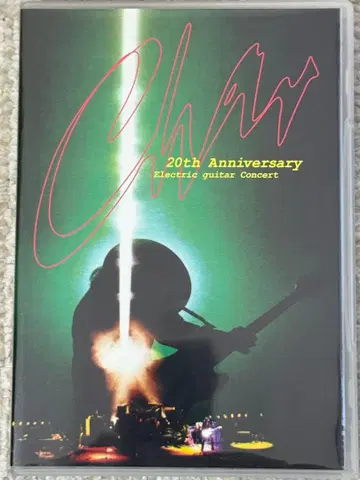 Char
20th Anniversary
Electric guitar Concert